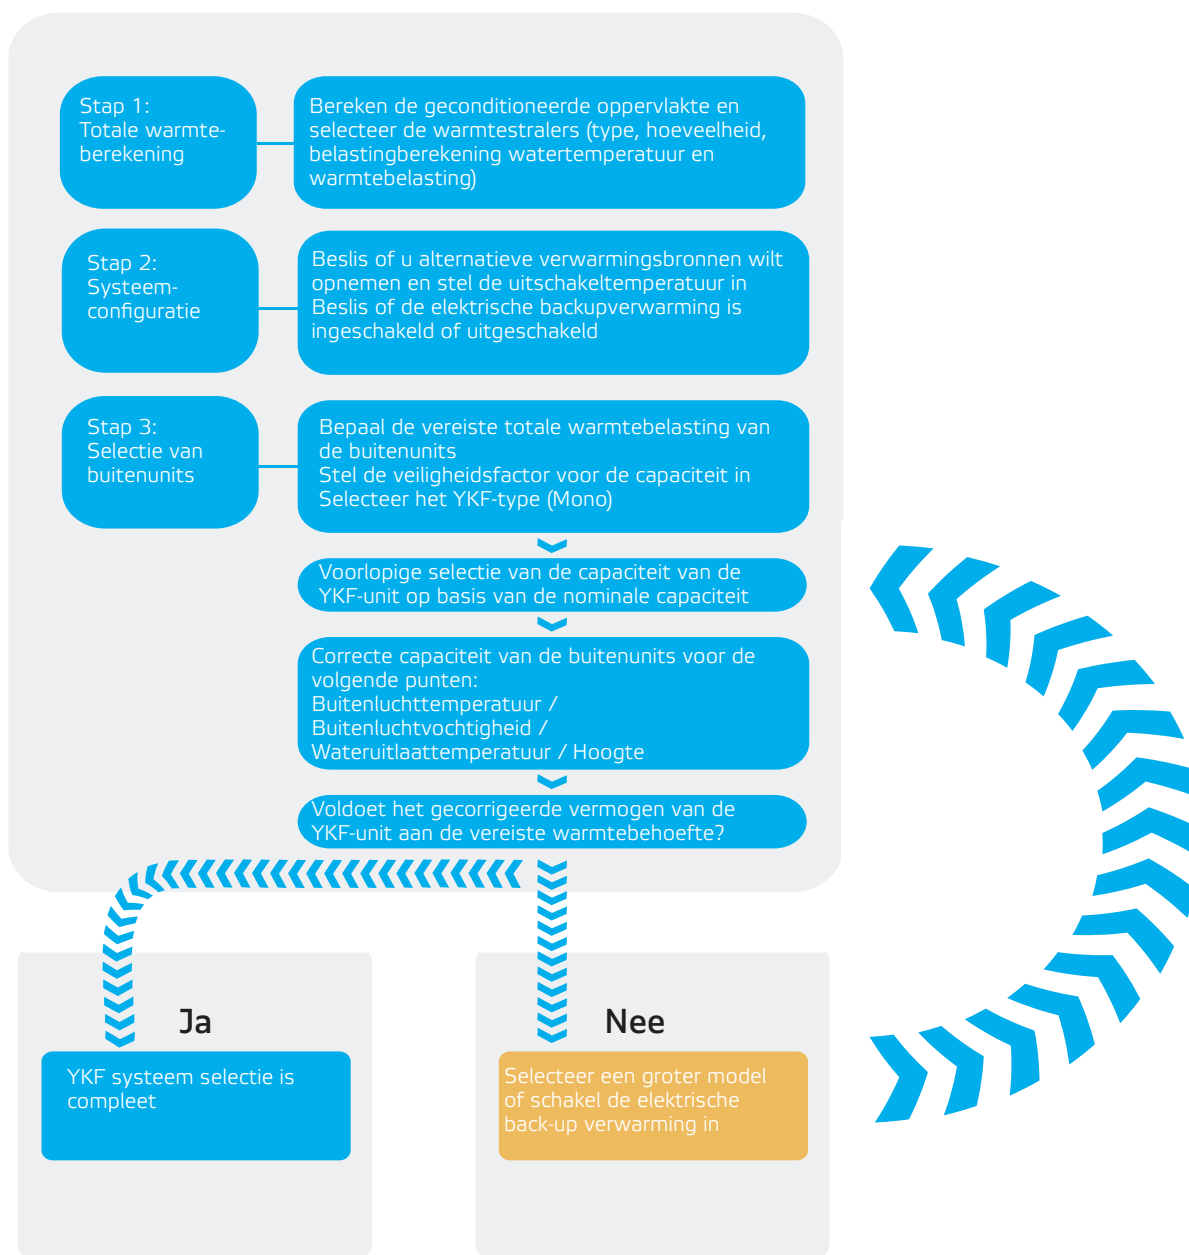 Stap 1:
Totale warmte-
berekening
Bereken de geconditioneerde oppervlakte en
selecteer de warmtestralers (type, hoeveelheid,
belastingberekening watertemperatuur en
warmtebelasting)
Stap 2:
Systeem-
configuratie
Beslis of u alternatieve verwarmingsbronnen wilt
opnemen en stel de uitschakeltemperatuur in
Beslis of de elektrische backupverwarming is
ingeschakeld of uitgeschakeld
Stap 3:
Selectie van
buitenunits
Bepaal de vereiste totale warmtebelasting van
de buitenunits
Stel de veiligheidsfactor voor de capaciteit in
Selecteer het YKF-type (Mono)
Voorlopige selectie van de capaciteit van de
YKF-unit op basis van de nominale capaciteit
Correcte capaciteit van de buitenunits voor de
volgende punten:
Buitenluchttemperatuur /
Buitenluchtvochtigheid /
Wateruitlaattemperatuur / Hoogte
Voldoet het gecorrigeerde vermogen van de
YKF-unit aan de vereiste warmtebehoefte?
Ja
YKF systeem selectie is
compleet
Nee
Selecteer een groter model
of schakel de elektrische
back-up verwarming in